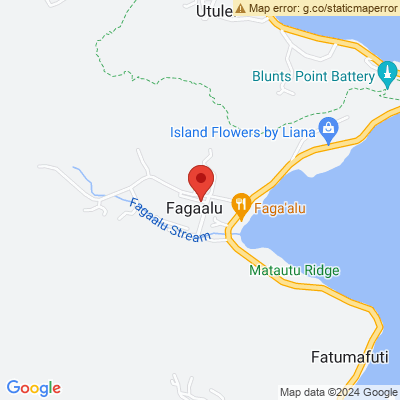 Utulei
Map error: g.co/staticmaperror
Blunts Point Battery
Island Flowers by Liana
Fagaalu
Faga'alu
Fagaalu Stream
Matautu Ridge
Fatumafuti
Google
Map data ©2024 Google